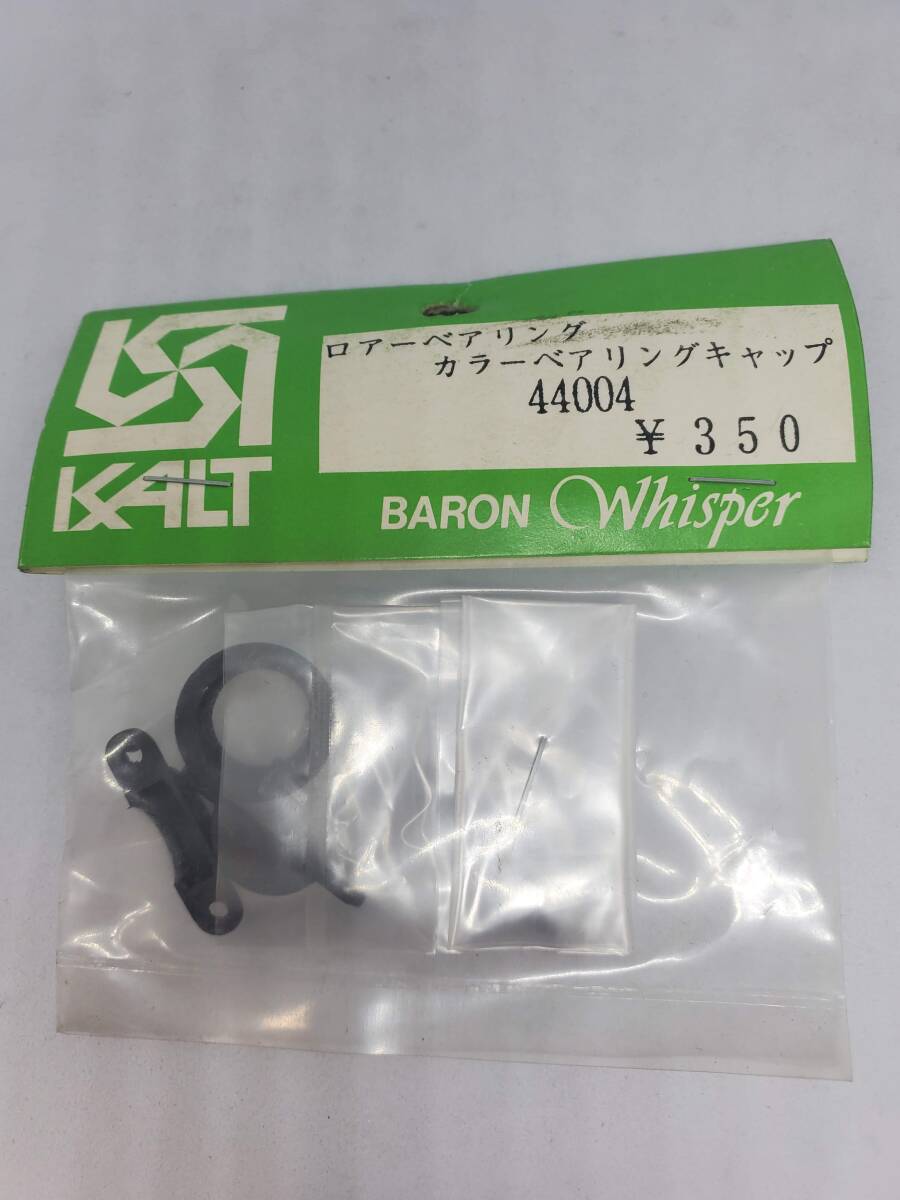 ロアーベアリング
カラーベアリングキャップ
44004
¥ 350
KALT
BARON Whisper